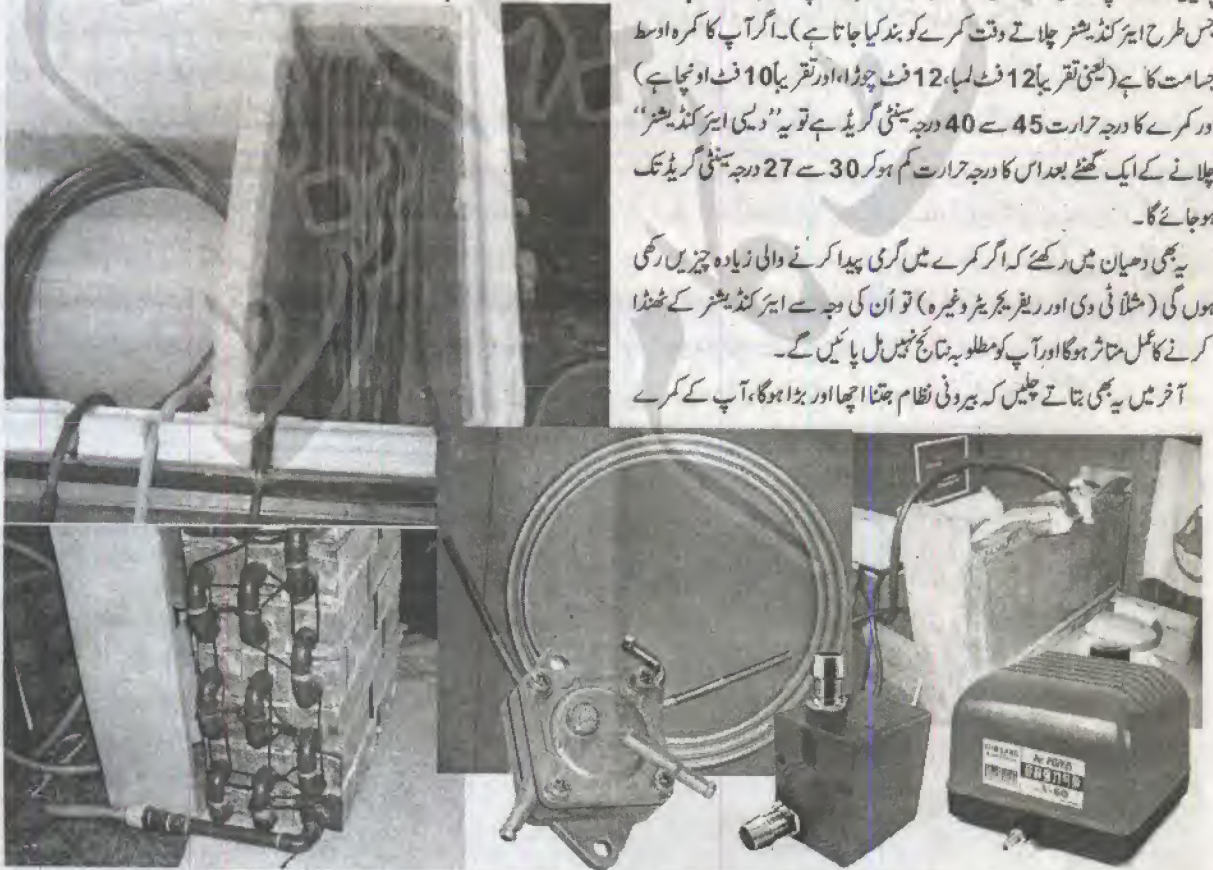 جس طرح ایئر کنڈیشنر چلاتے وقت کمرے کو بند کیا جاتا ہے)۔ اگر آپ کا کمرہ اوسط
جسامت کا ہے (یعنی تقریباً 12 فٹ لمبا، 12 فٹ چوڑا، اور تقریباً 10 فٹ اونچا ہے)
اور کمرے کا درجہ حرارت 45 سے 40 درجہ سینٹی گریڈ ہے تو یہ ”دیسی ایئر کنڈیشنر“
چلانے کے ایک گھنٹے بعد اس کا درجہ حرارت کم ہو کر 30 سے 27 درجہ سینٹی گریڈ تک
ہوجائے گا۔
یہ بھی دھیان میں رکھئے کہ اگر کمرے میں گرمی پیدا کرنے والی زیادہ چیزیں رکھی
ہوں گی (مثلاً ٹی وی اور ریفریجریٹر وغیرہ) تو اُن کی وجہ سے ایئر کنڈیشنر کے ٹھنڈا
کرنے کا عمل متاثر ہوگا اور آپ کو مطلوبہ نتائج نہیں مل پائیں گے۔
آخر میں یہ بھی بتاتے چلیں کہ بیرونی نظام جتنا اچھا اور بڑا ہوگا، آپ کے کمرے